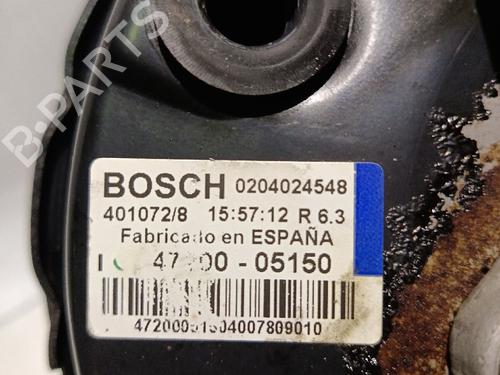 B-PARTS
BOSCH 0204024548
401072/8 15:57:12 R 6.3
Fabricado en ESPAÑA
- 05150